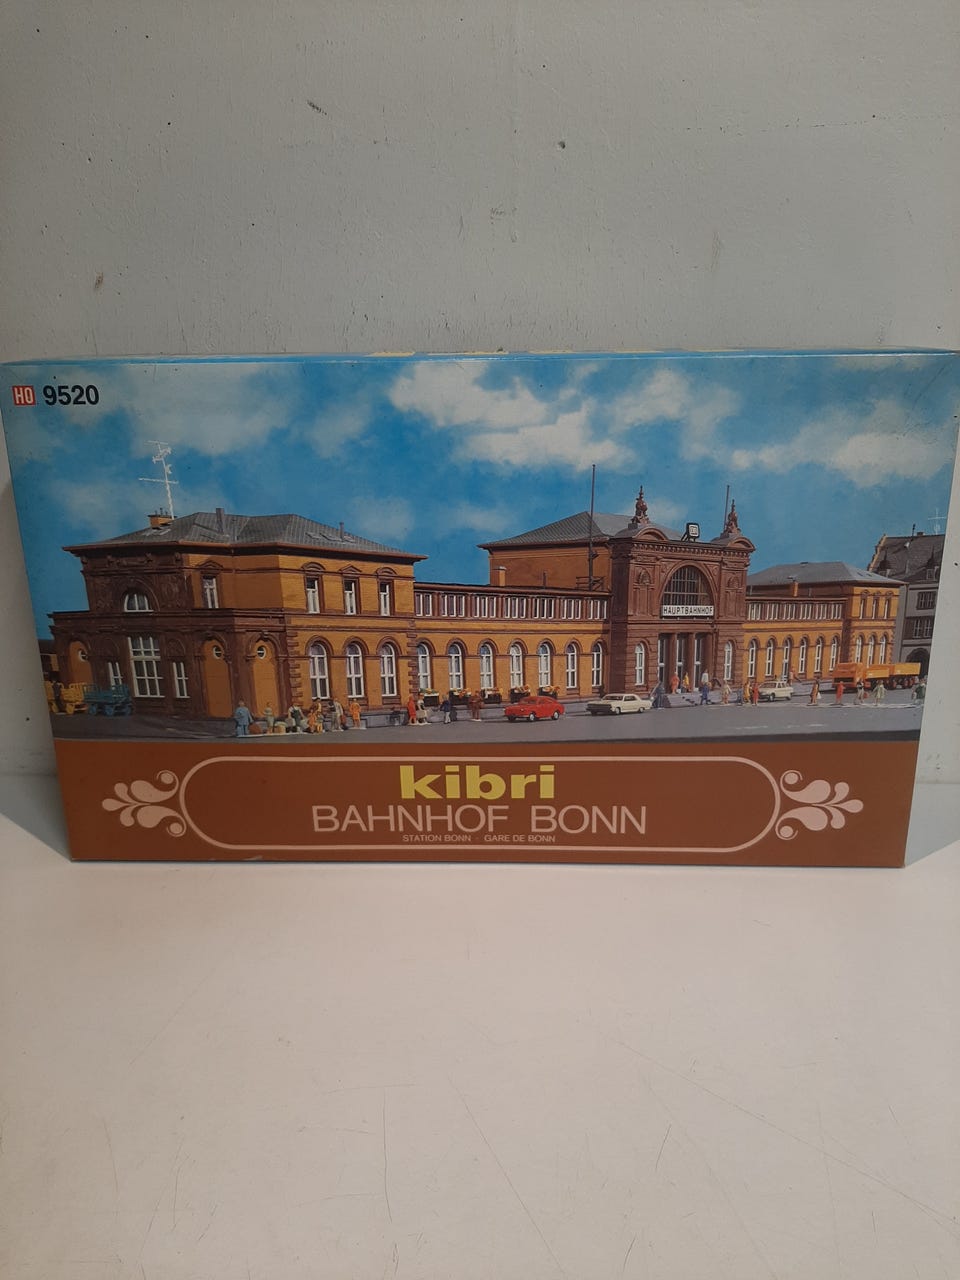 HO 9520
HAUPTBAHNHOF
kibri
BAHNHOF BONN
STATION BONN · GARE DE BONN